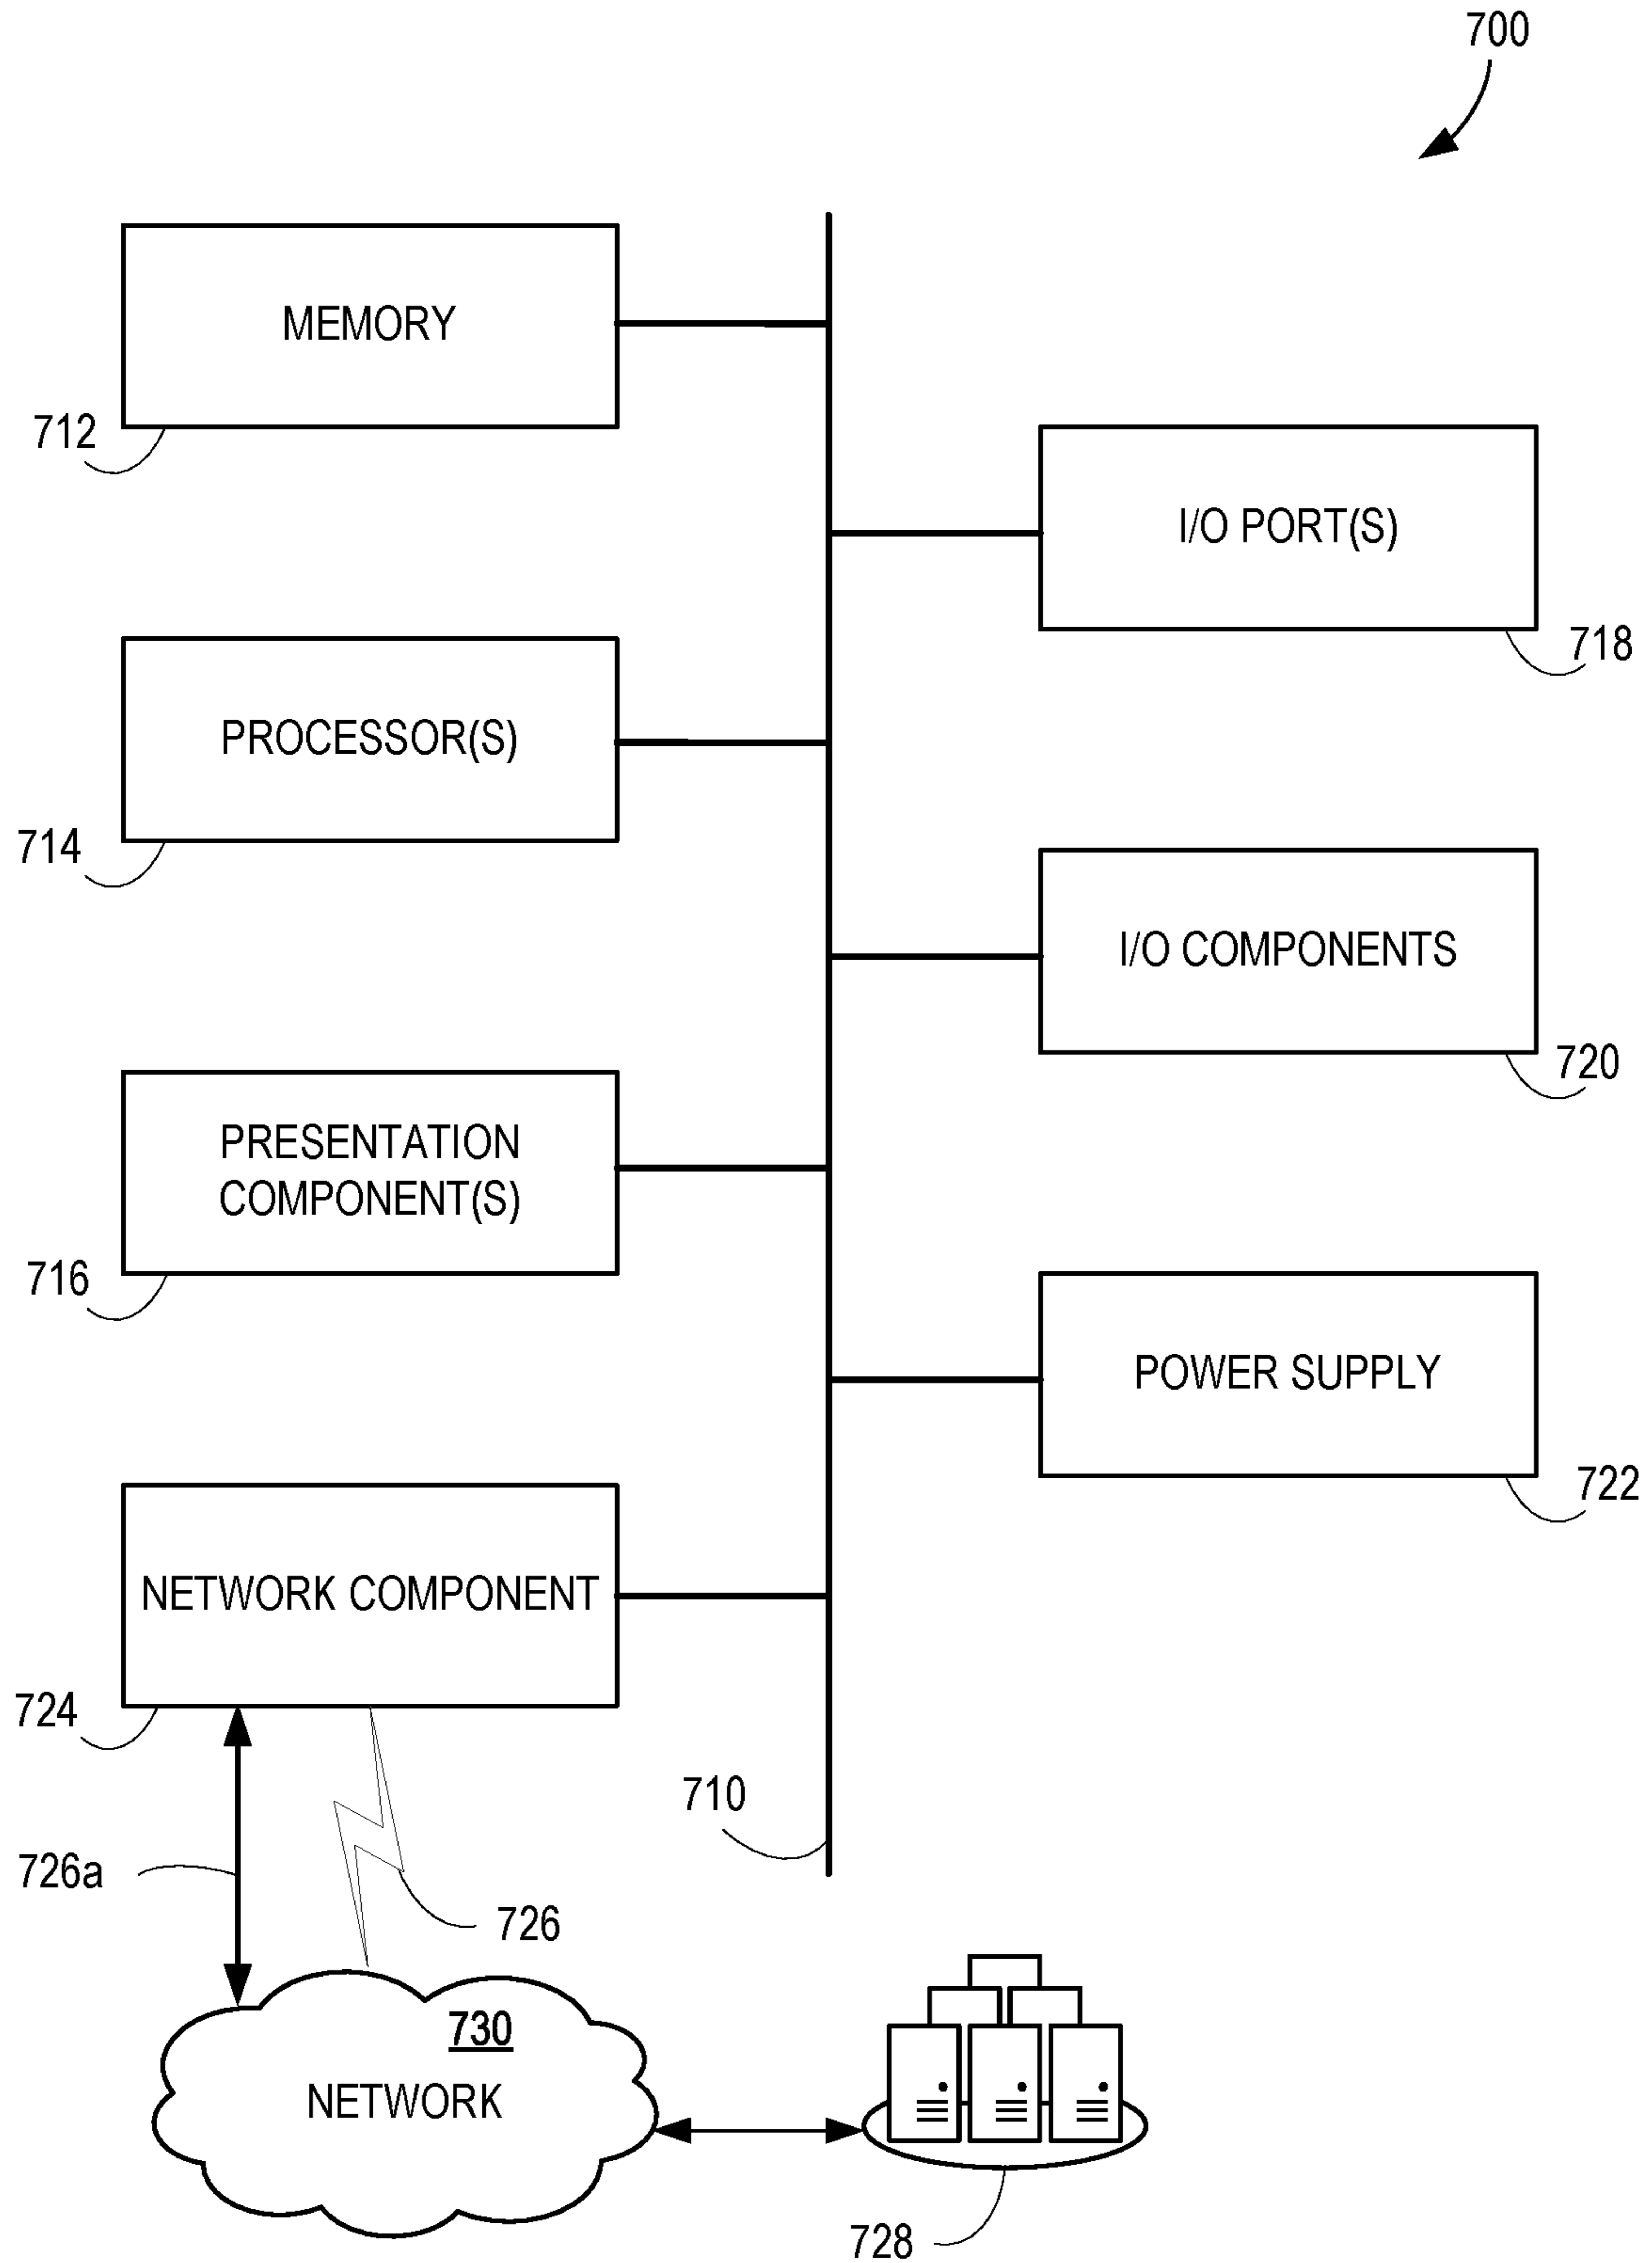 700
MEMORY
712
I/O PORT(S)
718
PROCESSOR(S)
714
I/O COMPONENTS
720
PRESENTATION
COMPONENT(S)
716
POWER SUPPLY
722
NETWORK COMPONENT
724
710
726a
726
730
NETWORK
728